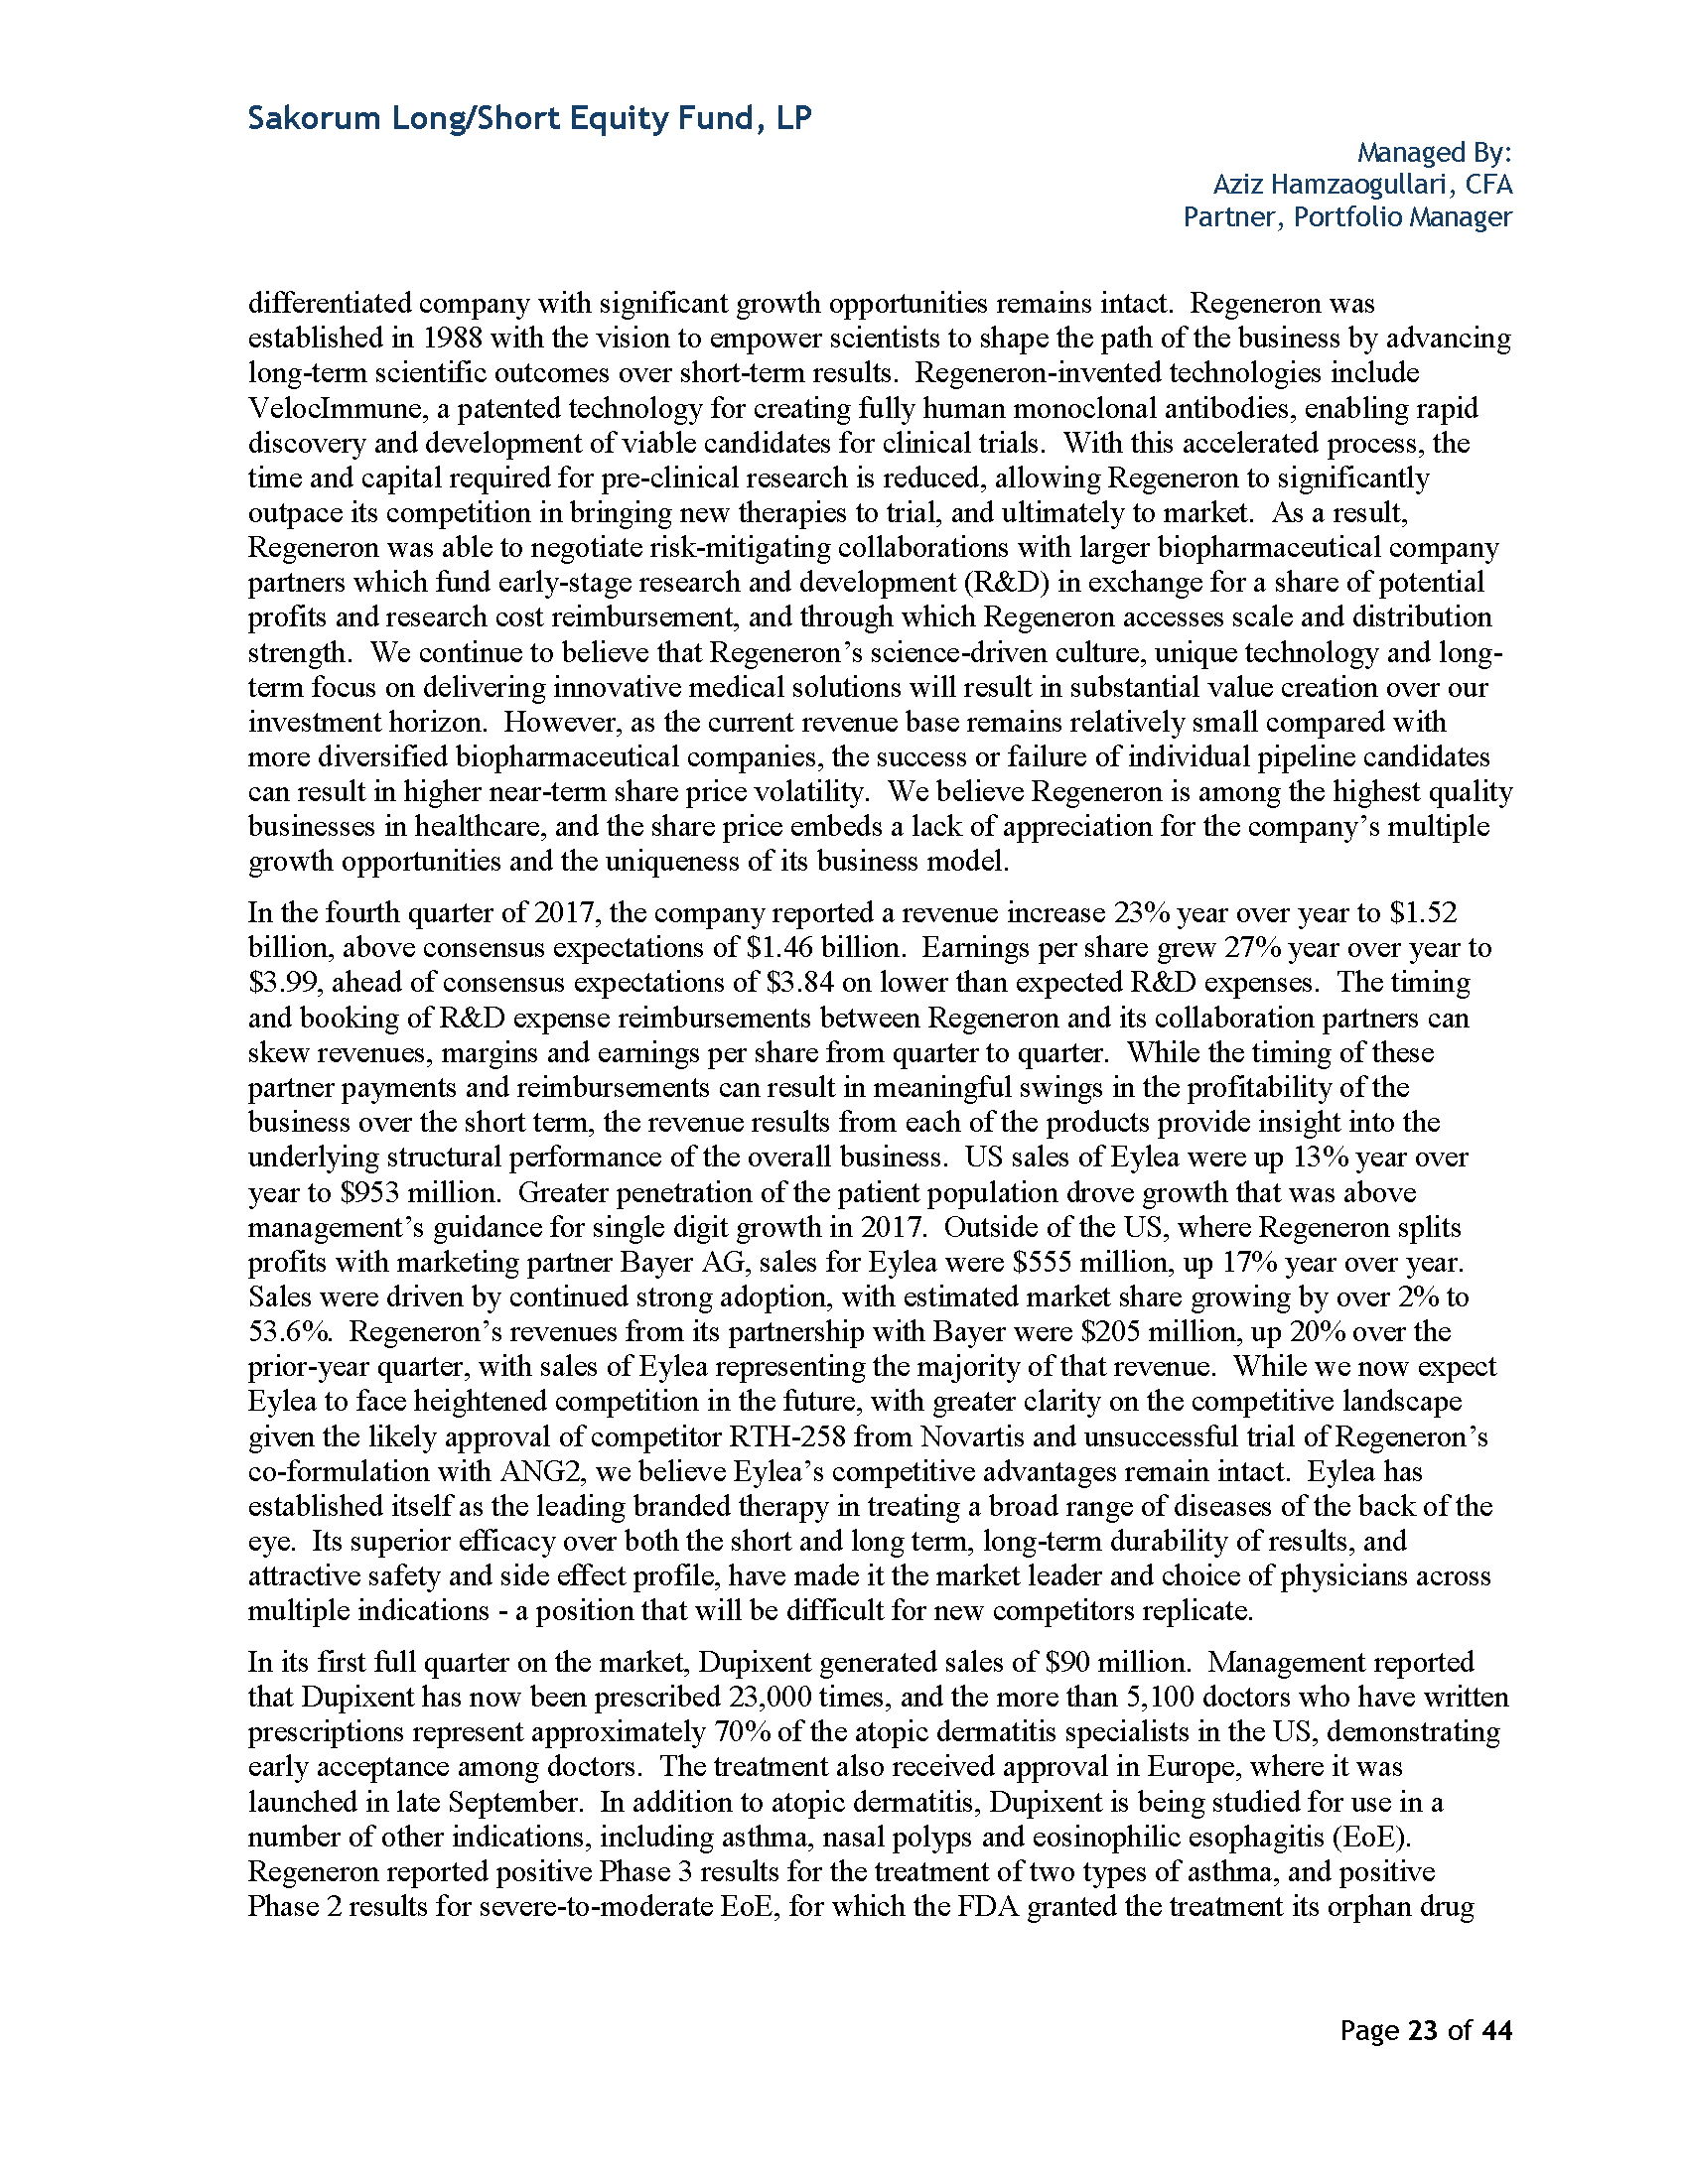 Sakorum Long/Short Equity Fund, LP
Managed By:
Aziz Hamzaogullari, CFA
Partner, Portfolio Manager
differentiated company with significant growth opportunities remains intact.  Regeneron was
established in 1988 with the vision to empower scientists to shape the path of the business by advancing
long-term scientific outcomes over short-term results.  Regeneron-invented technologies include
VelocImmune, a patented technology for creating fully human monoclonal antibodies, enabling rapid
discovery and development of viable candidates for clinical trials.  With this accelerated process, the
time and capital required for pre-clinical research is reduced, allowing Regeneron to significantly
outpace its competition in bringing new therapies to trial, and ultimately to market.  As a result,
Regeneron was able to negotiate risk-mitigating collaborations with larger biopharmaceutical company
partners which fund early-stage research and development (R&D) in exchange for a share of potential
profits and research cost reimbursement, and through which Regeneron accesses scale and distribution
strength.  We continue to believe that Regeneron’s science-driven culture, unique technology and long-
term focus on delivering innovative medical solutions will result in substantial value creation over our
investment horizon.  However, as the current revenue base remains relatively small compared with
more diversified biopharmaceutical companies, the success or failure of individual pipeline candidates
can result in higher near-term share price volatility.  We believe Regeneron is among the highest quality
businesses in healthcare, and the share price embeds a lack of appreciation for the company’s multiple
growth opportunities and the uniqueness of its business model.
In the fourth quarter of 2017, the company reported a revenue increase 23% year over year to $1.52
billion, above consensus expectations of $1.46 billion.  Earnings per share grew 27% year over year to
$3.99, ahead of consensus expectations of $3.84 on lower than expected R&D expenses.  The timing
and booking of R&D expense reimbursements between Regeneron and its collaboration partners can
skew revenues, margins and earnings per share from quarter to quarter.  While the timing of these
partner payments and reimbursements can result in meaningful swings in the profitability of the
business over the short term, the revenue results from each of the products provide insight into the
underlying structural performance of the overall business.  US sales of Eylea were up 13% year over
year to $953 million.  Greater penetration of the patient population drove growth that was above
management’s guidance for single digit growth in 2017.  Outside of the US, where Regeneron splits
profits with marketing partner Bayer AG, sales for Eylea were $555 million, up 17% year over year.
Sales were driven by continued strong adoption, with estimated market share growing by over 2% to
53.6%.  Regeneron’s revenues from its partnership with Bayer were $205 million, up 20% over the
prior-year quarter, with sales of Eylea representing the majority of that revenue.  While we now expect
Eylea to face heightened competition in the future, with greater clarity on the competitive landscape
given the likely approval of competitor RTH-258 from Novartis and unsuccessful trial of Regeneron’s
co-formulation with ANG2, we believe Eylea’s competitive advantages remain intact.  Eylea has
established itself as the leading branded therapy in treating a broad range of diseases of the back of the
eye.  Its superior efficacy over both the short and long term, long-term durability of results, and
attractive safety and side effect profile, have made it the market leader and choice of physicians across
multiple indications - a position that will be difficult for new competitors replicate.
In its first full quarter on the market, Dupixent generated sales of $90 million.  Management reported
that Dupixent has now been prescribed 23,000 times, and the more than 5,100 doctors who have written
prescriptions represent approximately 70% of the atopic dermatitis specialists in the US, demonstrating
early acceptance among doctors.  The treatment also received approval in Europe, where it was
launched in late September.  In addition to atopic dermatitis, Dupixent is being studied for use in a
number of other indications, including asthma, nasal polyps and eosinophilic esophagitis (EoE).
Regeneron reported positive Phase 3 results for the treatment of two types of asthma, and positive
Phase 2 results for severe-to-moderate EoE, for which the FDA granted the treatment its orphan drug
Page 23 of 44